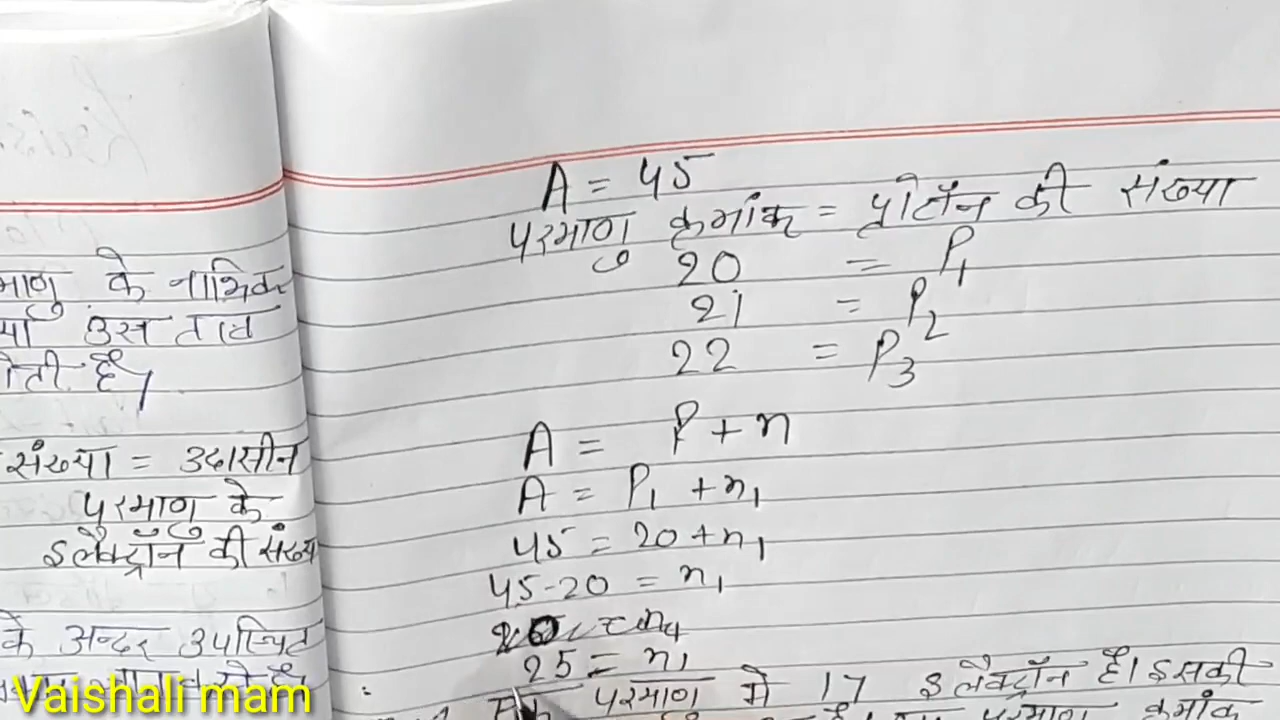 माणु के नाभिक
या उस तत्व
होती है।
संख्या = उदासीन
परमाणु के
इलैक्ट्रॉन की संख्या
के अन्दर उपस्थित
A = 45
परमाणु क्रमांक = प्रोटॉन की संख्या
20 = P1
21 = P2
22 = P3
A = P + n
A = P1 + n1
45 = 20 + n1
45-20 = n1
25 = n1
परमाणु में 17 इलैक्ट्रॉन है। इसकी
परमाणु क्रमांक
Vaishali mam